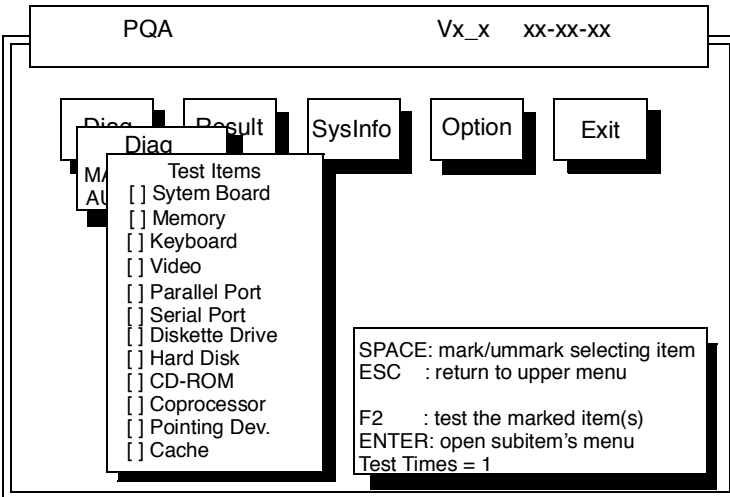 PQA Vx_x xx-xx-xx
Diag Result SysInfo Option Exit
Diag
MA
AU
Test Items
[ ] Sytem Board
[ ] Memory
[ ] Keyboard
[ ] Video
[ ] Parallel Port
[ ] Serial Port
[ ] Diskette Drive
[ ] Hard Disk
[ ] CD-ROM
[ ] Coprocessor
[ ] Pointing Dev.
[ ] Cache
SPACE: mark/ummark selecting item
ESC : return to upper menu
F2 : test the marked item(s)
ENTER: open subitem's menu
Test Times = 1